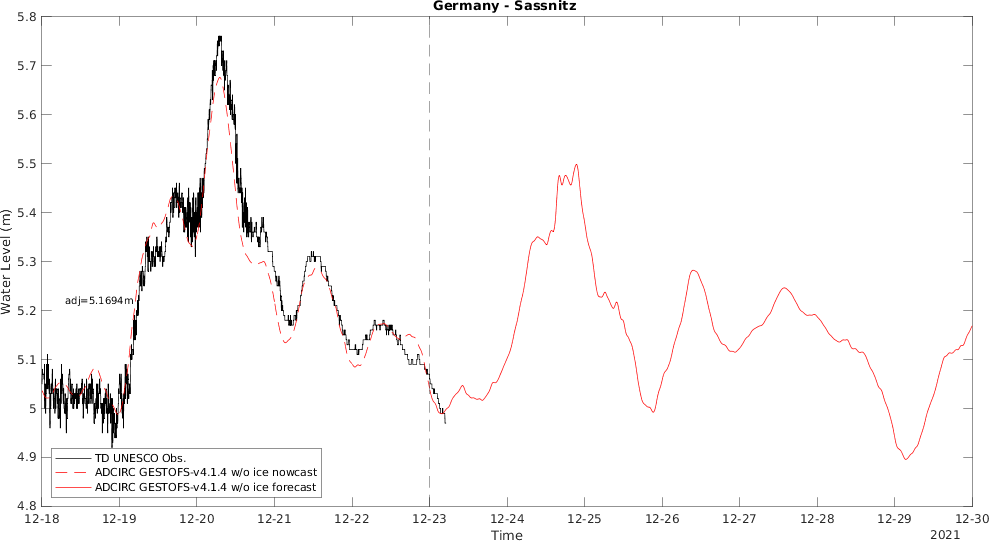 Germany - Sassnitz
5.8
5.7
5.6
5.5
5.4
5.3
5.2
5.1
5
4.9
4.8
Water Level (m)
adj=5.1694m
TD UNESCO Obs.
ADCIRC GESTOFS-v4.1.4 w/o ice nowcast
ADCIRC GESTOFS-v4.1.4 w/o ice forecast
12-18 12-19 12-20 12-21 12-22 12-23 12-24 12-25 12-26 12-27 12-28 12-29 12-30
Time
2021